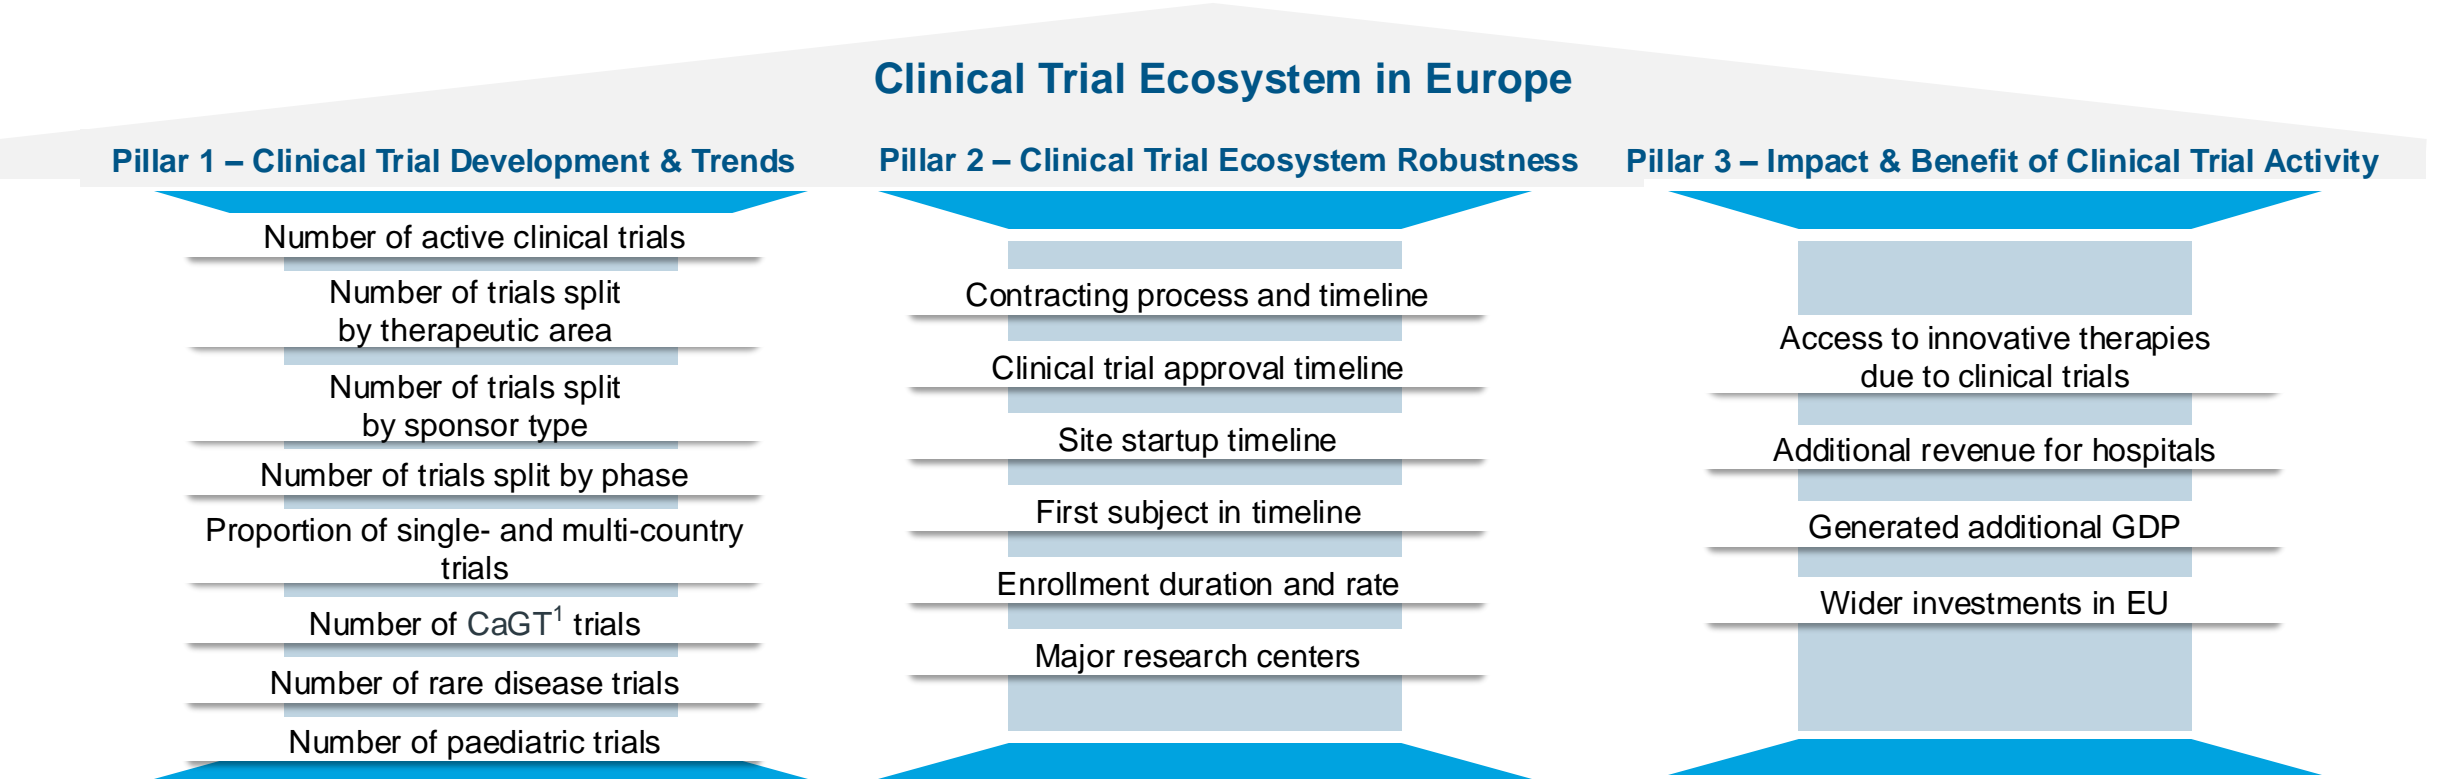 Clinical Trial Ecosystem in Europe
Pillar 1 – Clinical Trial Development & Trends
Number of active clinical trials
Number of trials split
by therapeutic area
Number of trials split
by sponsor type
Number of trials split by phase
Proportion of single- and multi-country
trials
Number of CaGT¹ trials
Number of rare disease trials
Number of paediatric trials
Pillar 2 – Clinical Trial Ecosystem Robustness
Contracting process and timeline
Clinical trial approval timeline
Site startup timeline
First subject in timeline
Enrollment duration and rate
Major research centers
Pillar 3 – Impact & Benefit of Clinical Trial Activity
Access to innovative therapies
due to clinical trials
Additional revenue for hospitals
Generated additional GDP
Wider investments in EU